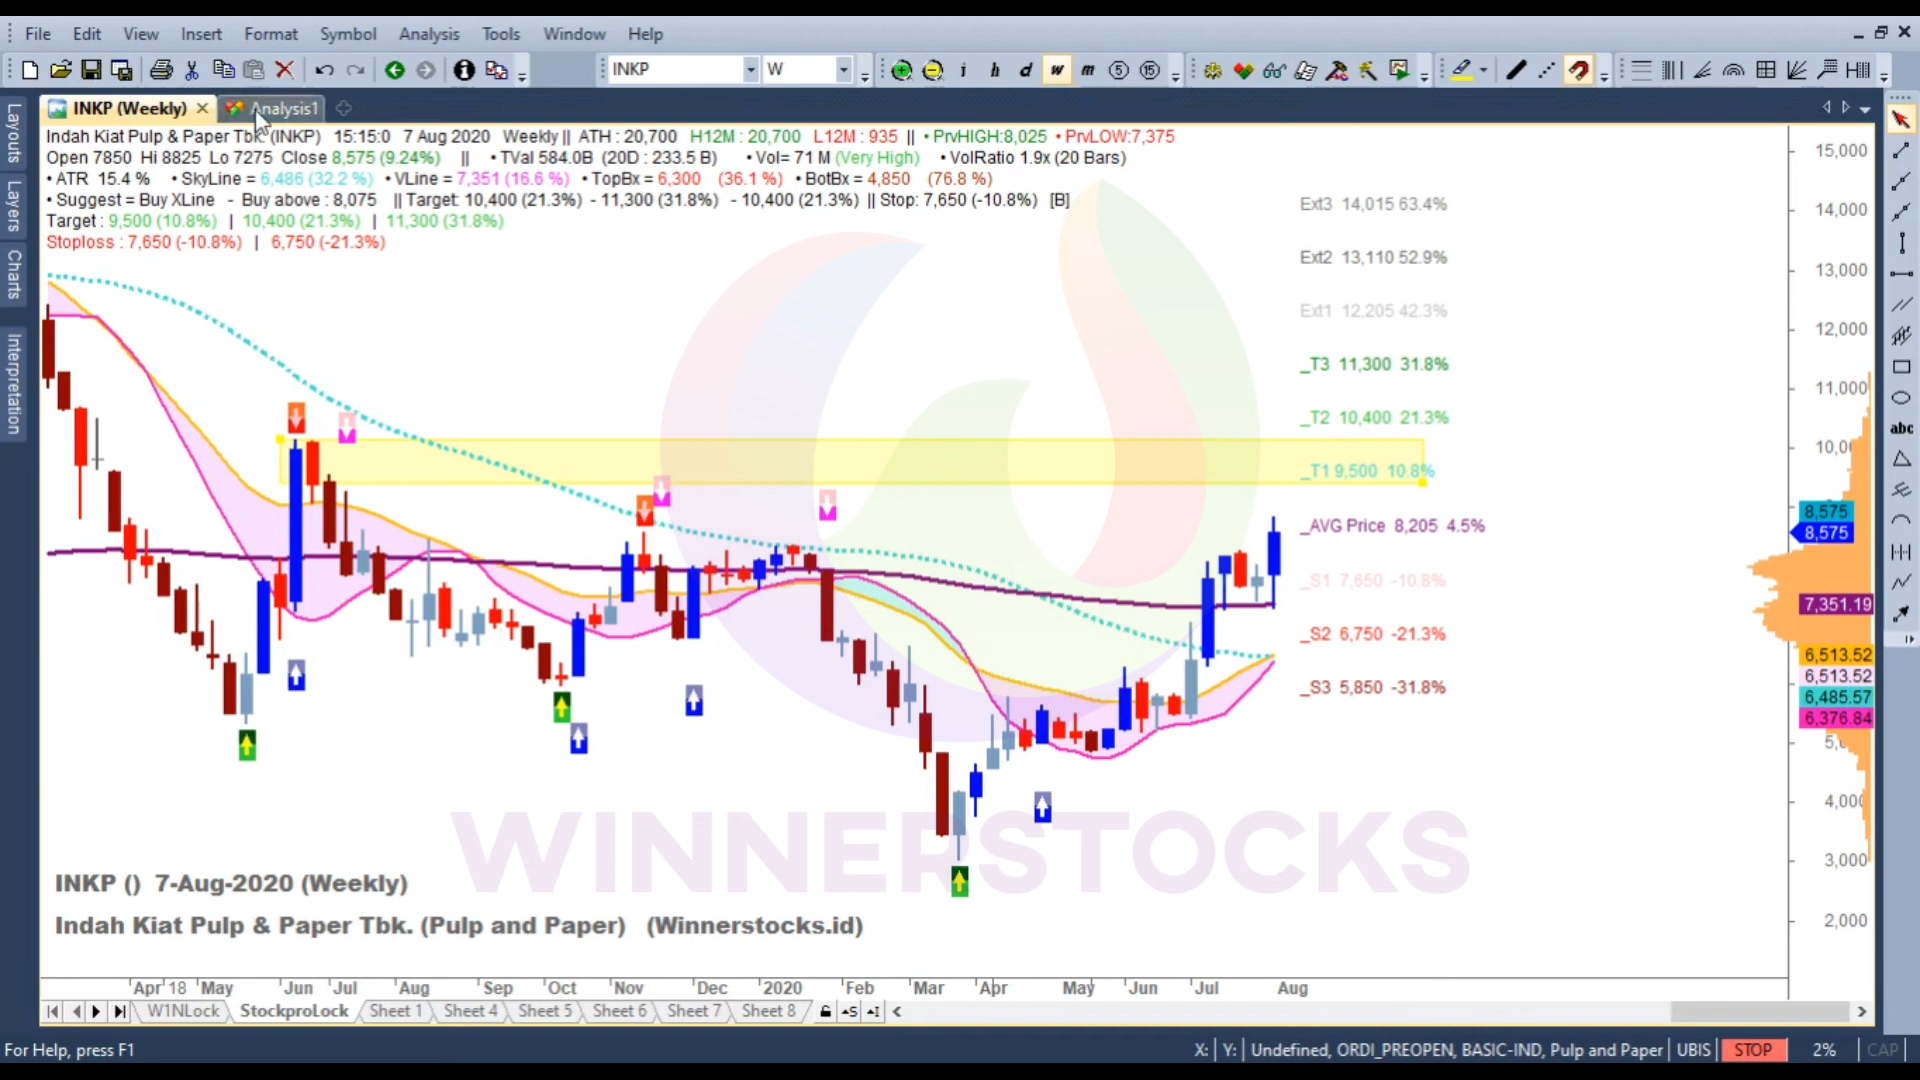 File Edit View Insert Format Symbol Analysis Tools Window Help
INKP W i h d w m 5 15
INKP (Weekly) Analysis1
Layouts
Layers
Charts
Interpretation
Indah Kiat Pulp & Paper Tbk. (INKP) 15:15:0 7 Aug 2020 Weekly || ATH : 20,700 H12M : 20,700 L12M : 935 || • PrvHIGH:8,025 • PrvLOW:7,375
Open 7850 Hi 8825 Lo 7275 Close 8,575 (9.24%) || • TVal 584.0B (20D : 233.5 B) • Vol= 71 M (Very High) • VolRatio 1.9x (20 Bars)
• ATR 15.4 % • SkyLine = 6,486 (32.2 %) • VLine = 7,351 (16.6 %) • TopBx = 6,300 (36.1 %) • BotBx = 4,850 (76.8 %)
• Suggest = Buy XLine - Buy above : 8,075 || Target: 10,400 (21.3%) - 11,300 (31.8%) - 10,400 (21.3%) || Stop: 7,650 (-10.8%) [B]
Target : 9,500 (10.8%) | 10,400 (21.3%) | 11,300 (31.8%)
Stoploss : 7,650 (-10.8%) | 6,750 (-21.3%)
Ext3 14,015 63.4%
Ext2 13,110 52.9%
Ext1 12,205 42.3%
_T3 11,300 31.8%
_T2 10,400 21.3%
_T1 9,500 10.8%
_AVG Price 8,205 4.5%
_S1 7,650 -10.8%
_S2 6,750 -21.3%
_S3 5,850 -31.8%
15,000
14,000
13,000
12,000
11,000
8,575
8,575
7,351.19
6,513.52
6,513.52
6,485.57
6,376.84
4,000
3,000
2,000
abc
WINNERSTOCKS
INKP () 7-Aug-2020 (Weekly)
Indah Kiat Pulp & Paper Tbk. (Pulp and Paper) (Winnerstocks.id)
Apr 18 May Jun Jul Aug Sep Oct Nov Dec 2020 Feb Mar Apr May Jun Jul Aug
W1NLock StockproLock Sheet 1 Sheet 4 Sheet 5 Sheet 6 Sheet 7 Sheet 8
For Help, press F1 X: Y: Undefined, ORDI_PREOPEN, BASIC-IND, Pulp and Paper UBIS STOP 2% CAP